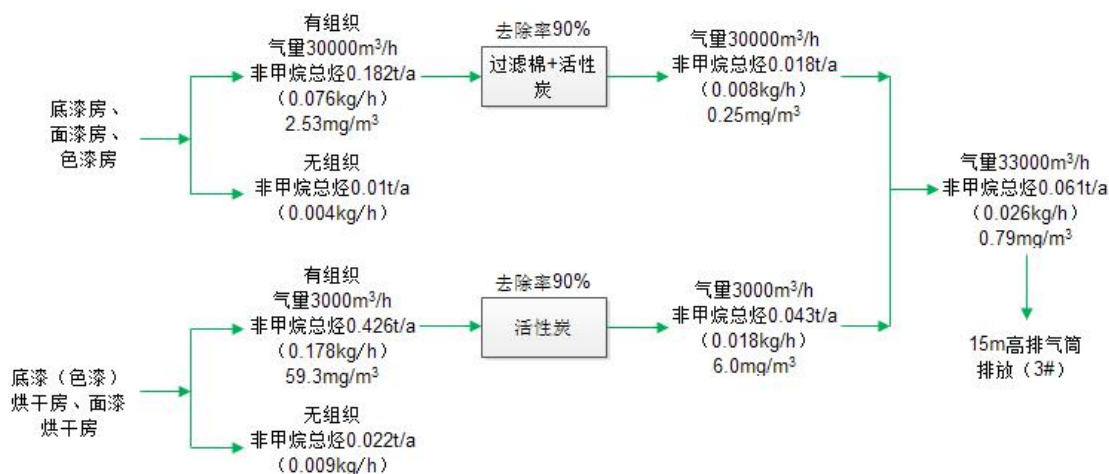 底漆房、
面漆房、
色漆房
有组织
气量30000m³/h
非甲烷总烃0.182t/a
（0.076kg/h）
2.53mg/m³
无组织
非甲烷总烃0.01t/a
（0.004kg/h）
去除率90%
过滤棉+活性
炭
气量30000m³/h
非甲烷总烃0.018t/a
（0.008kg/h）
0.25mg/m³
底漆（色漆）
烘干房、面漆
烘干房
有组织
气量3000m³/h
非甲烷总烃0.426t/a
（0.178kg/h）
59.3mg/m³
无组织
非甲烷总烃0.022t/a
（0.009kg/h）
去除率90%
活性炭
气量3000m³/h
非甲烷总烃0.043t/a
（0.018kg/h）
6.0mg/m³
气量33000m³/h
非甲烷总烃0.061t/a
（0.026kg/h）
0.79mg/m³
15m高排气筒
排放（3#）